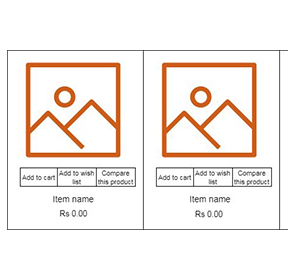 Add to cart
Add to wish
list
Compare
this product
Item name
Rs 0.00
Add to cart
Add to wish
list
Compare
this product
Item name
Rs 0.00